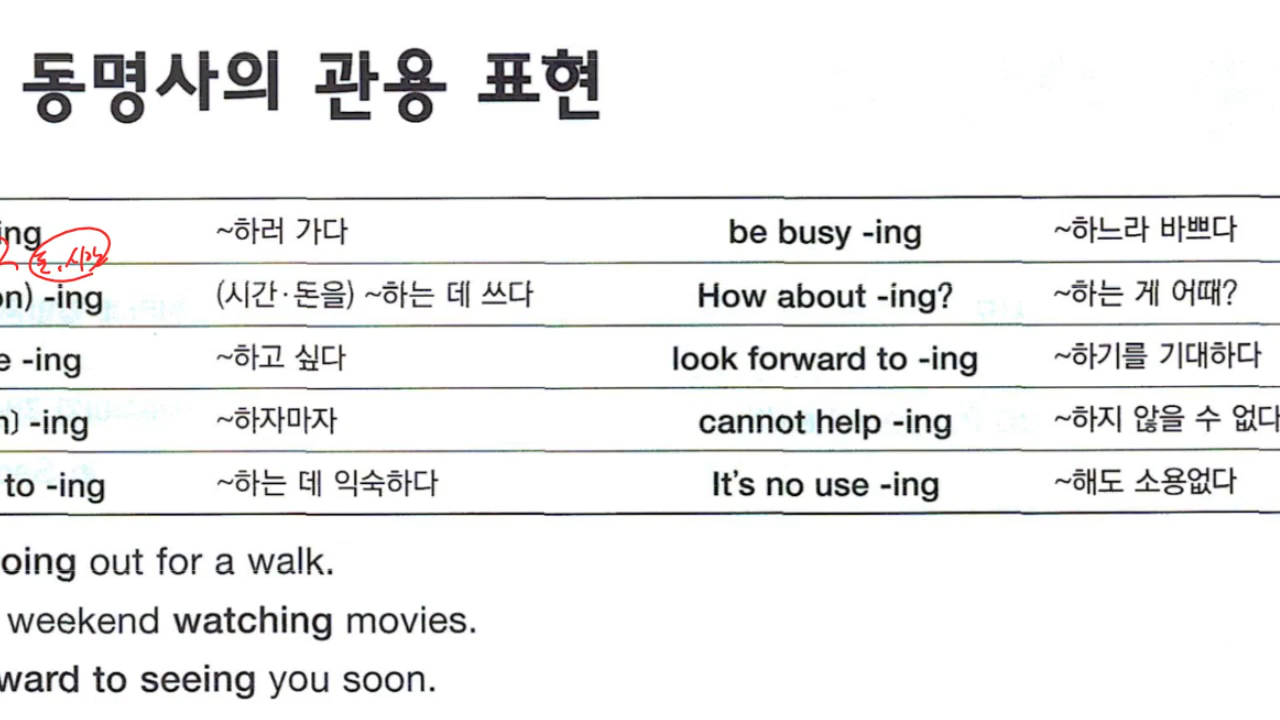 동명사의 관용 표현
ing ~하러 가다 be busy -ing ~하느라 바쁘다
돈, 시간
on) -ing (시간·돈을) ~하는 데 쓰다 How about -ing? ~하는 게 어때?
e -ing ~하고 싶다 look forward to -ing ~하기를 기대하다
n) -ing ~하자마자 cannot help -ing ~하지 않을 수 없다
to -ing ~하는 데 익숙하다 It's no use -ing ~해도 소용없다
oing out for a walk.
weekend watching movies.
ward to seeing you soon.